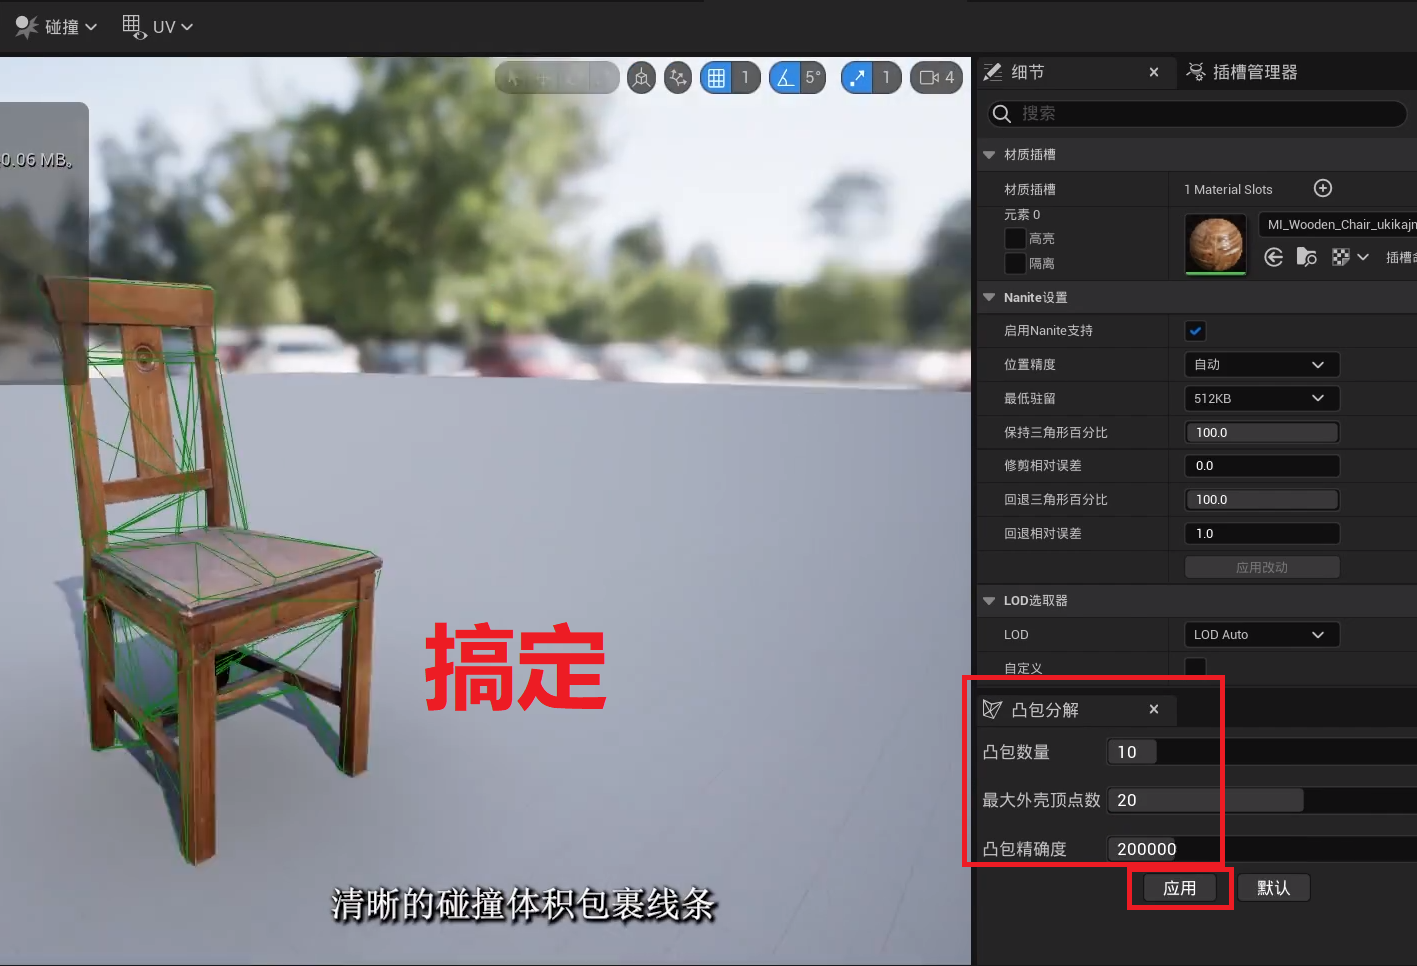 碰撞
UV
1
5°
1
4
0.06 MB。
搞定
清晰的碰撞体积包裹线条
细节
插槽管理器
搜索
材质插槽
材质插槽
1 Material Slots
元素 0
高亮
隔离
MI_Wooden_Chair_ukikajn
插槽
Nanite设置
启用Nanite支持
位置精度
自动
最低驻留
512KB
保持三角形百分比
100.0
修剪相对误差
0.0
回退三角形百分比
100.0
回退相对误差
1.0
应用改动
LOD选取器
LOD
LOD Auto
自定义
凸包分解
凸包数量
10
最大外壳顶点数
20
凸包精确度
200000
应用
默认